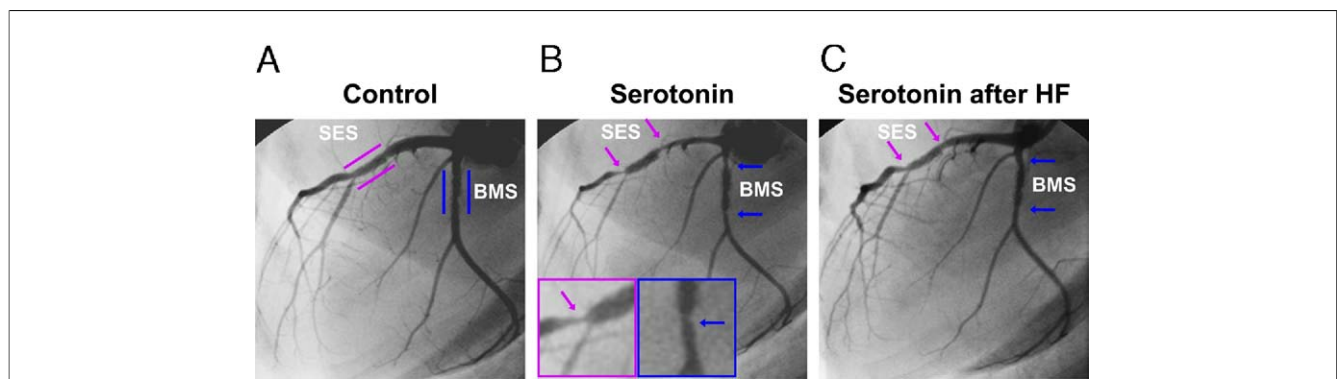 A
Control
SES
BMS
B
Serotonin
SES
BMS
C
Serotonin after HF
SES
BMS